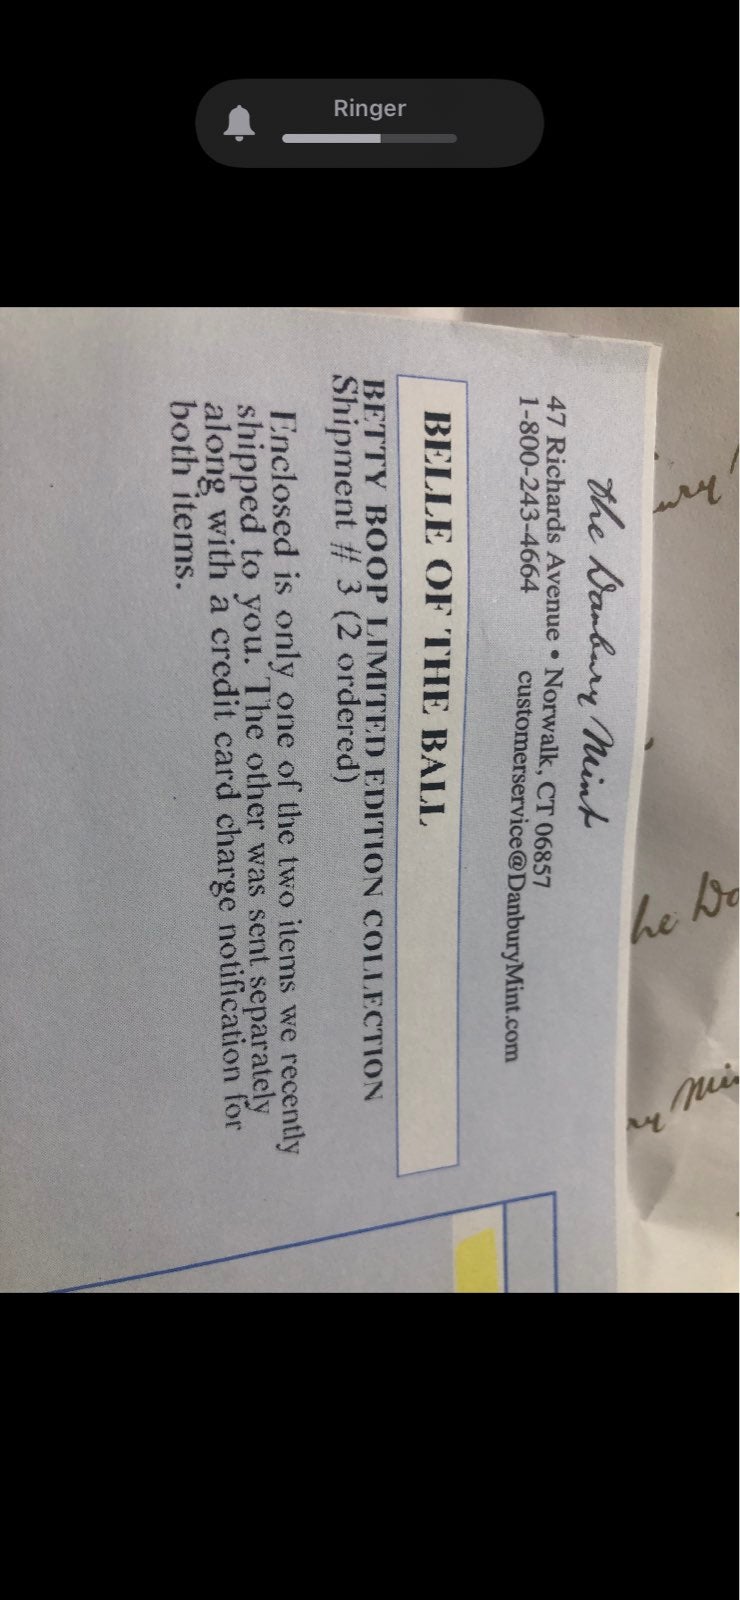 Ringer
The Danbury Mint
47 Richards Avenue • Norwalk, CT 06857
1-800-243-4664 customerservice@DanburyMint.com
BELLE OF THE BALL
BETTY BOOP LIMITED EDITION COLLECTION
Shipment # 3 (2 ordered)
Enclosed is only one of the two items we recently
shipped to you. The other was sent separately
along with a credit card charge notification for
both items.